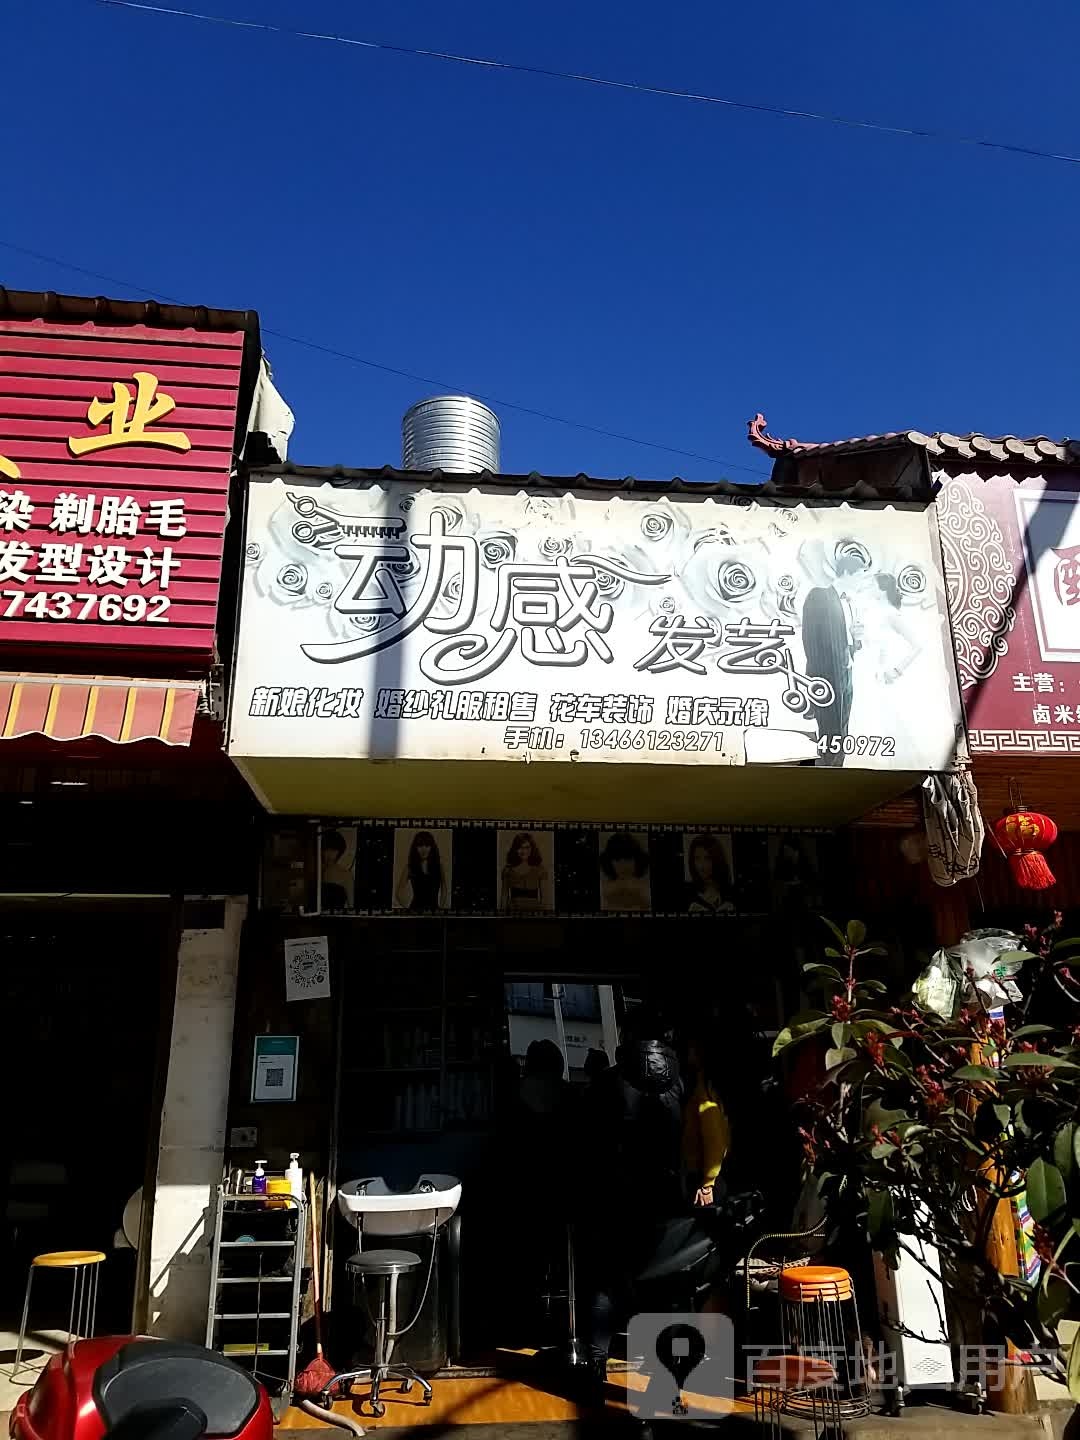 业
染 剃胎毛
发型设计
7437692
动感 发艺
新娘化妆 婚纱礼服租售 花车装饰 婚庆录像
手机：13466123271
450972
主营：
卤米
百度地图用户